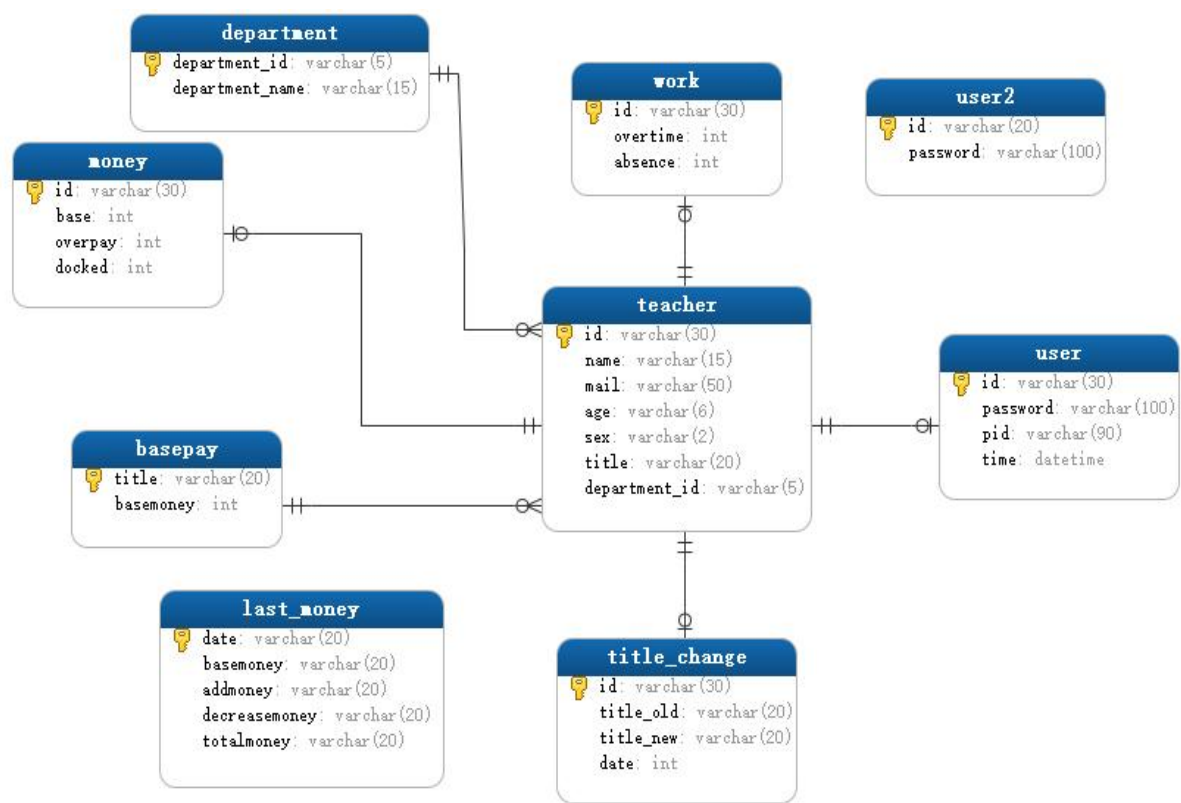 department
department_id: varchar(5)
department_name: varchar(15)
work
id: varchar(30)
overtime: int
absence: int
user2
id: varchar(20)
password: varchar(100)
money
id: varchar(30)
base: int
overpay: int
docked: int
teacher
id: varchar(30)
name: varchar(15)
mail: varchar(50)
age: varchar(6)
sex: varchar(2)
title: varchar(20)
department_id: varchar(5)
user
id: varchar(30)
password: varchar(100)
pid: varchar(90)
time: datetime
basepay
title: varchar(20)
basemoney: int
last_money
date: varchar(20)
basemoney: varchar(20)
addmoney: varchar(20)
decreasemoney: varchar(20)
totalmoney: varchar(20)
title_change
id: varchar(30)
title_old: varchar(20)
title_new: varchar(20)
date: int